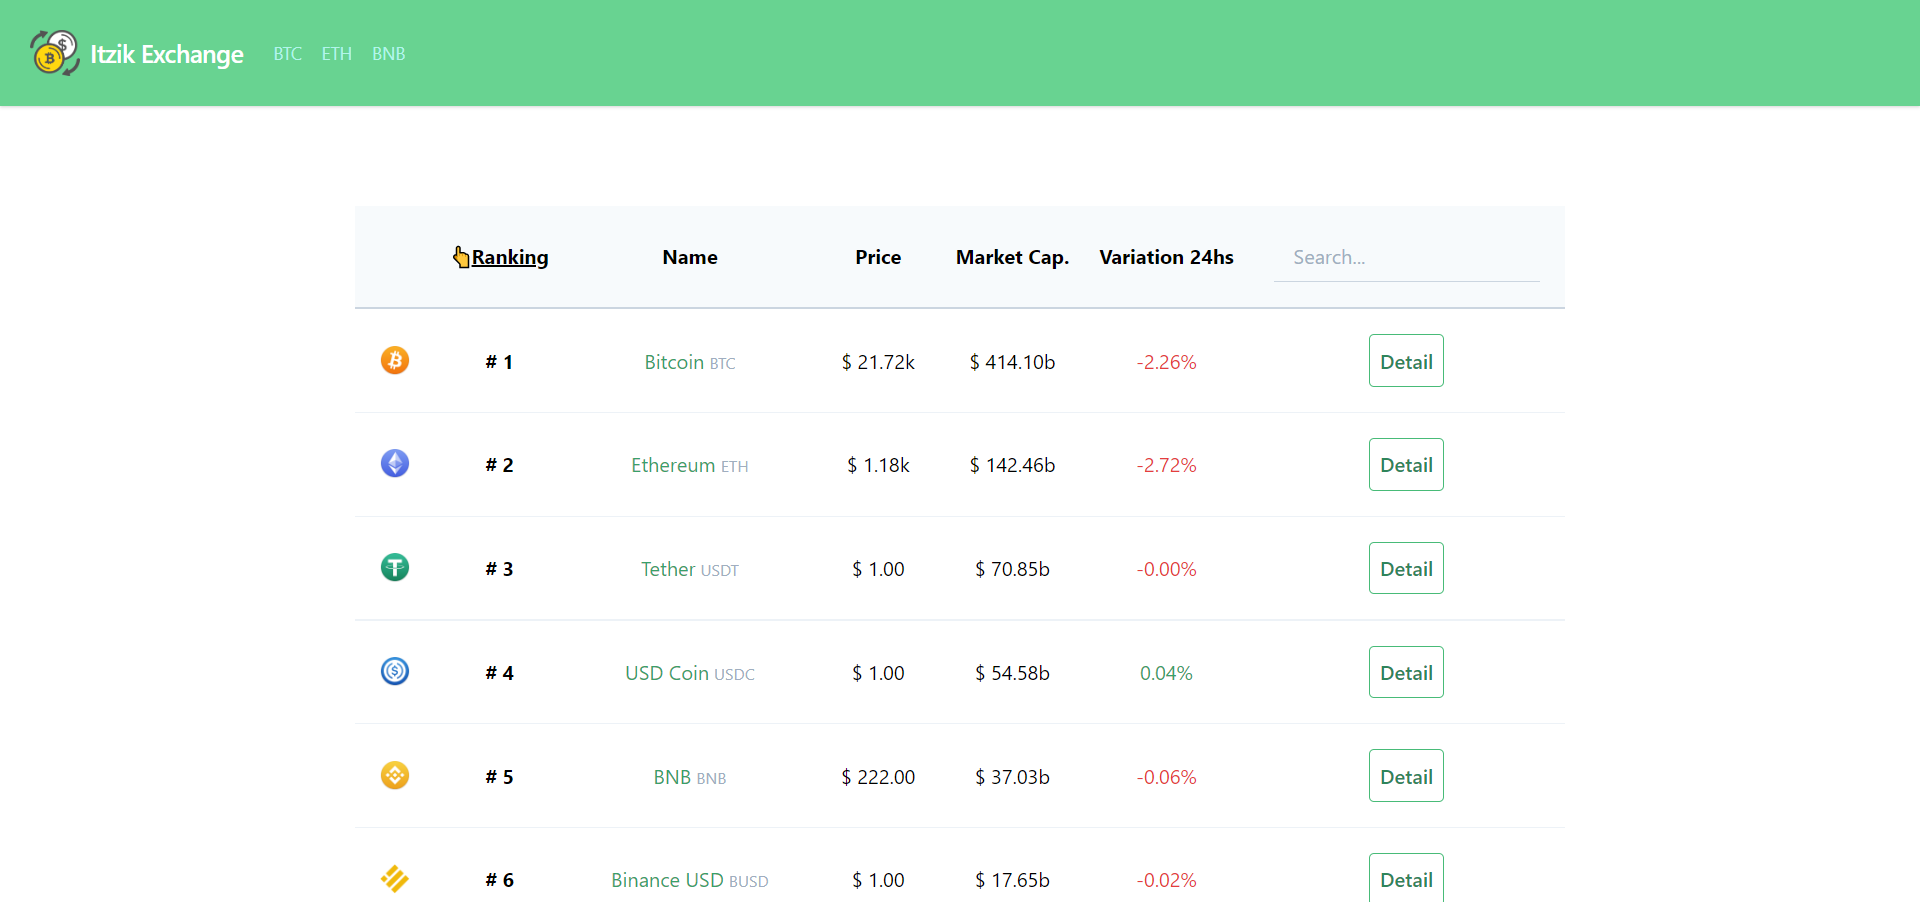 Itzik Exchange BTC ETH BNB
Ranking Name Price Market Cap. Variation 24hs Search...
# 1 Bitcoin BTC $ 21.72k $ 414.10b -2.26% Detail
# 2 Ethereum ETH $ 1.18k $ 142.46b -2.72% Detail
# 3 Tether USDT $ 1.00 $ 70.85b -0.00% Detail
# 4 USD Coin USDC $ 1.00 $ 54.58b 0.04% Detail
# 5 BNB BNB $ 222.00 $ 37.03b -0.06% Detail
# 6 Binance USD BUSD $ 1.00 $ 17.65b -0.02% Detail